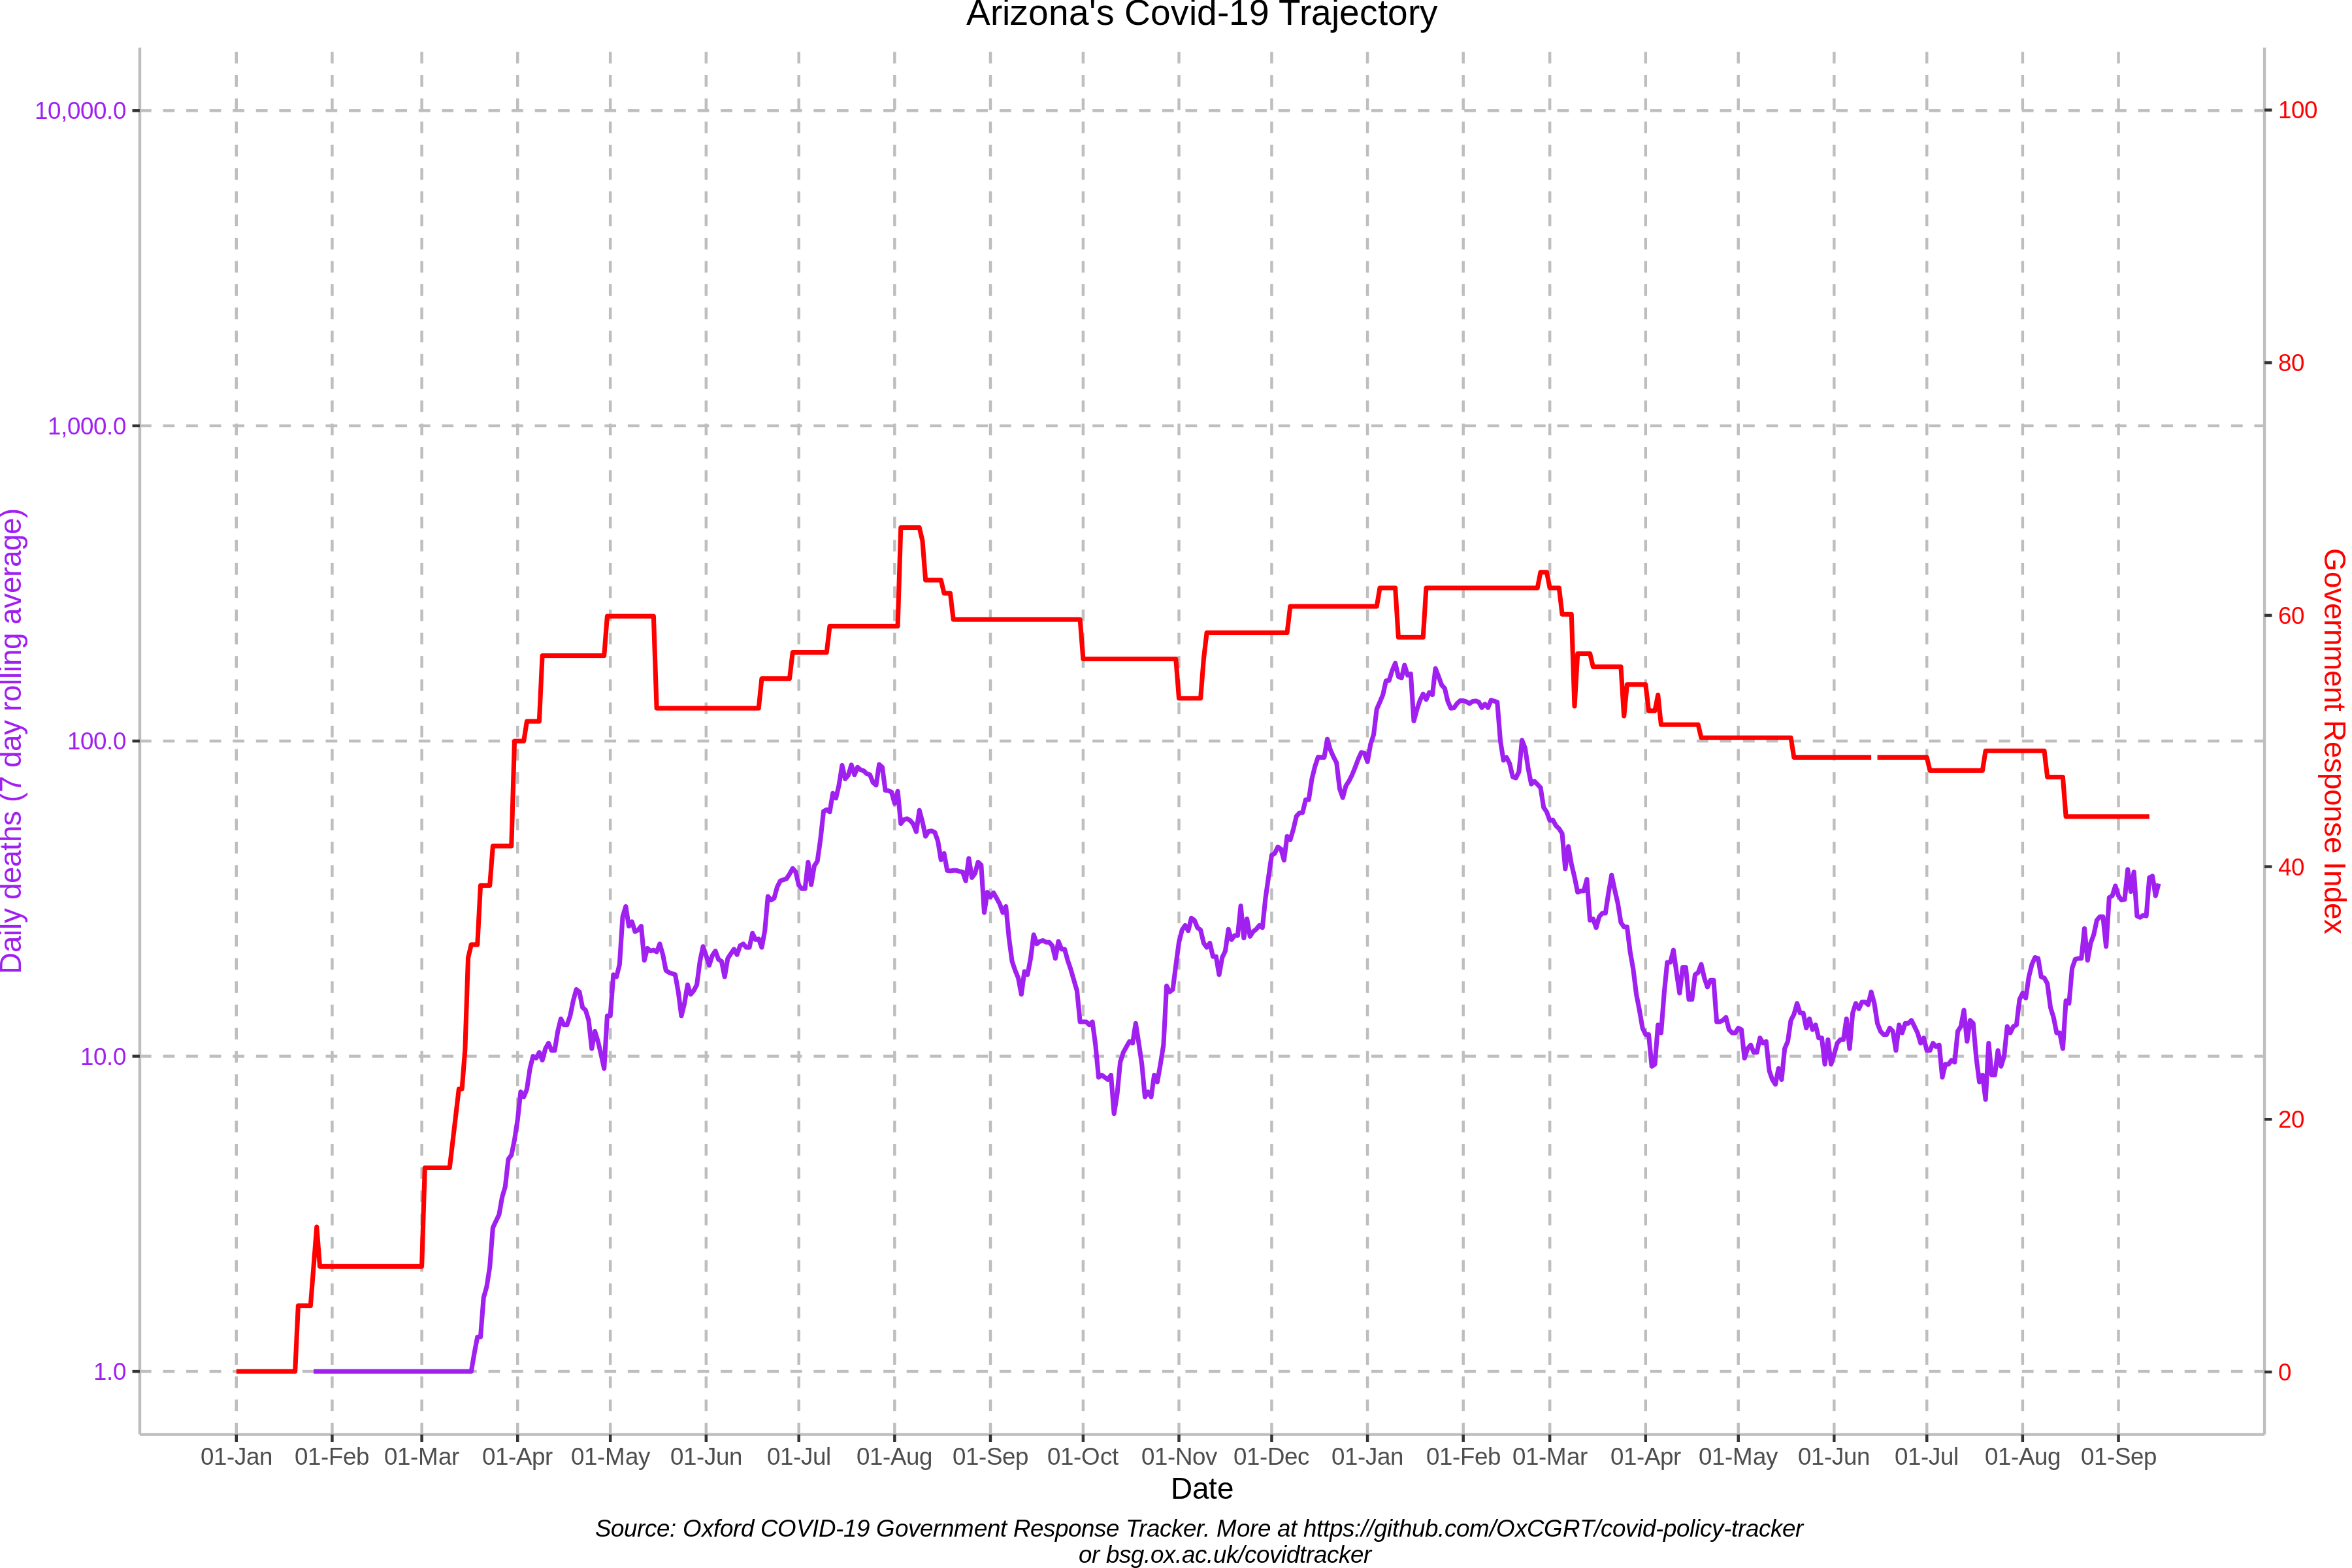 Arizona's Covid-19 Trajectory
10,000.0
1,000.0
100.0
10.0
1.0
Daily deaths (7 day rolling average)
100
80
60
40
20
0
Government Response Index
01-Jan 01-Feb 01-Mar 01-Apr 01-May 01-Jun 01-Jul 01-Aug 01-Sep 01-Oct 01-Nov 01-Dec 01-Jan 01-Feb 01-Mar 01-Apr 01-May 01-Jun 01-Jul 01-Aug 01-Sep
Date
Source: Oxford COVID-19 Government Response Tracker. More at https://github.com/OxCGRT/covid-policy-tracker
or bsg.ox.ac.uk/covidtracker